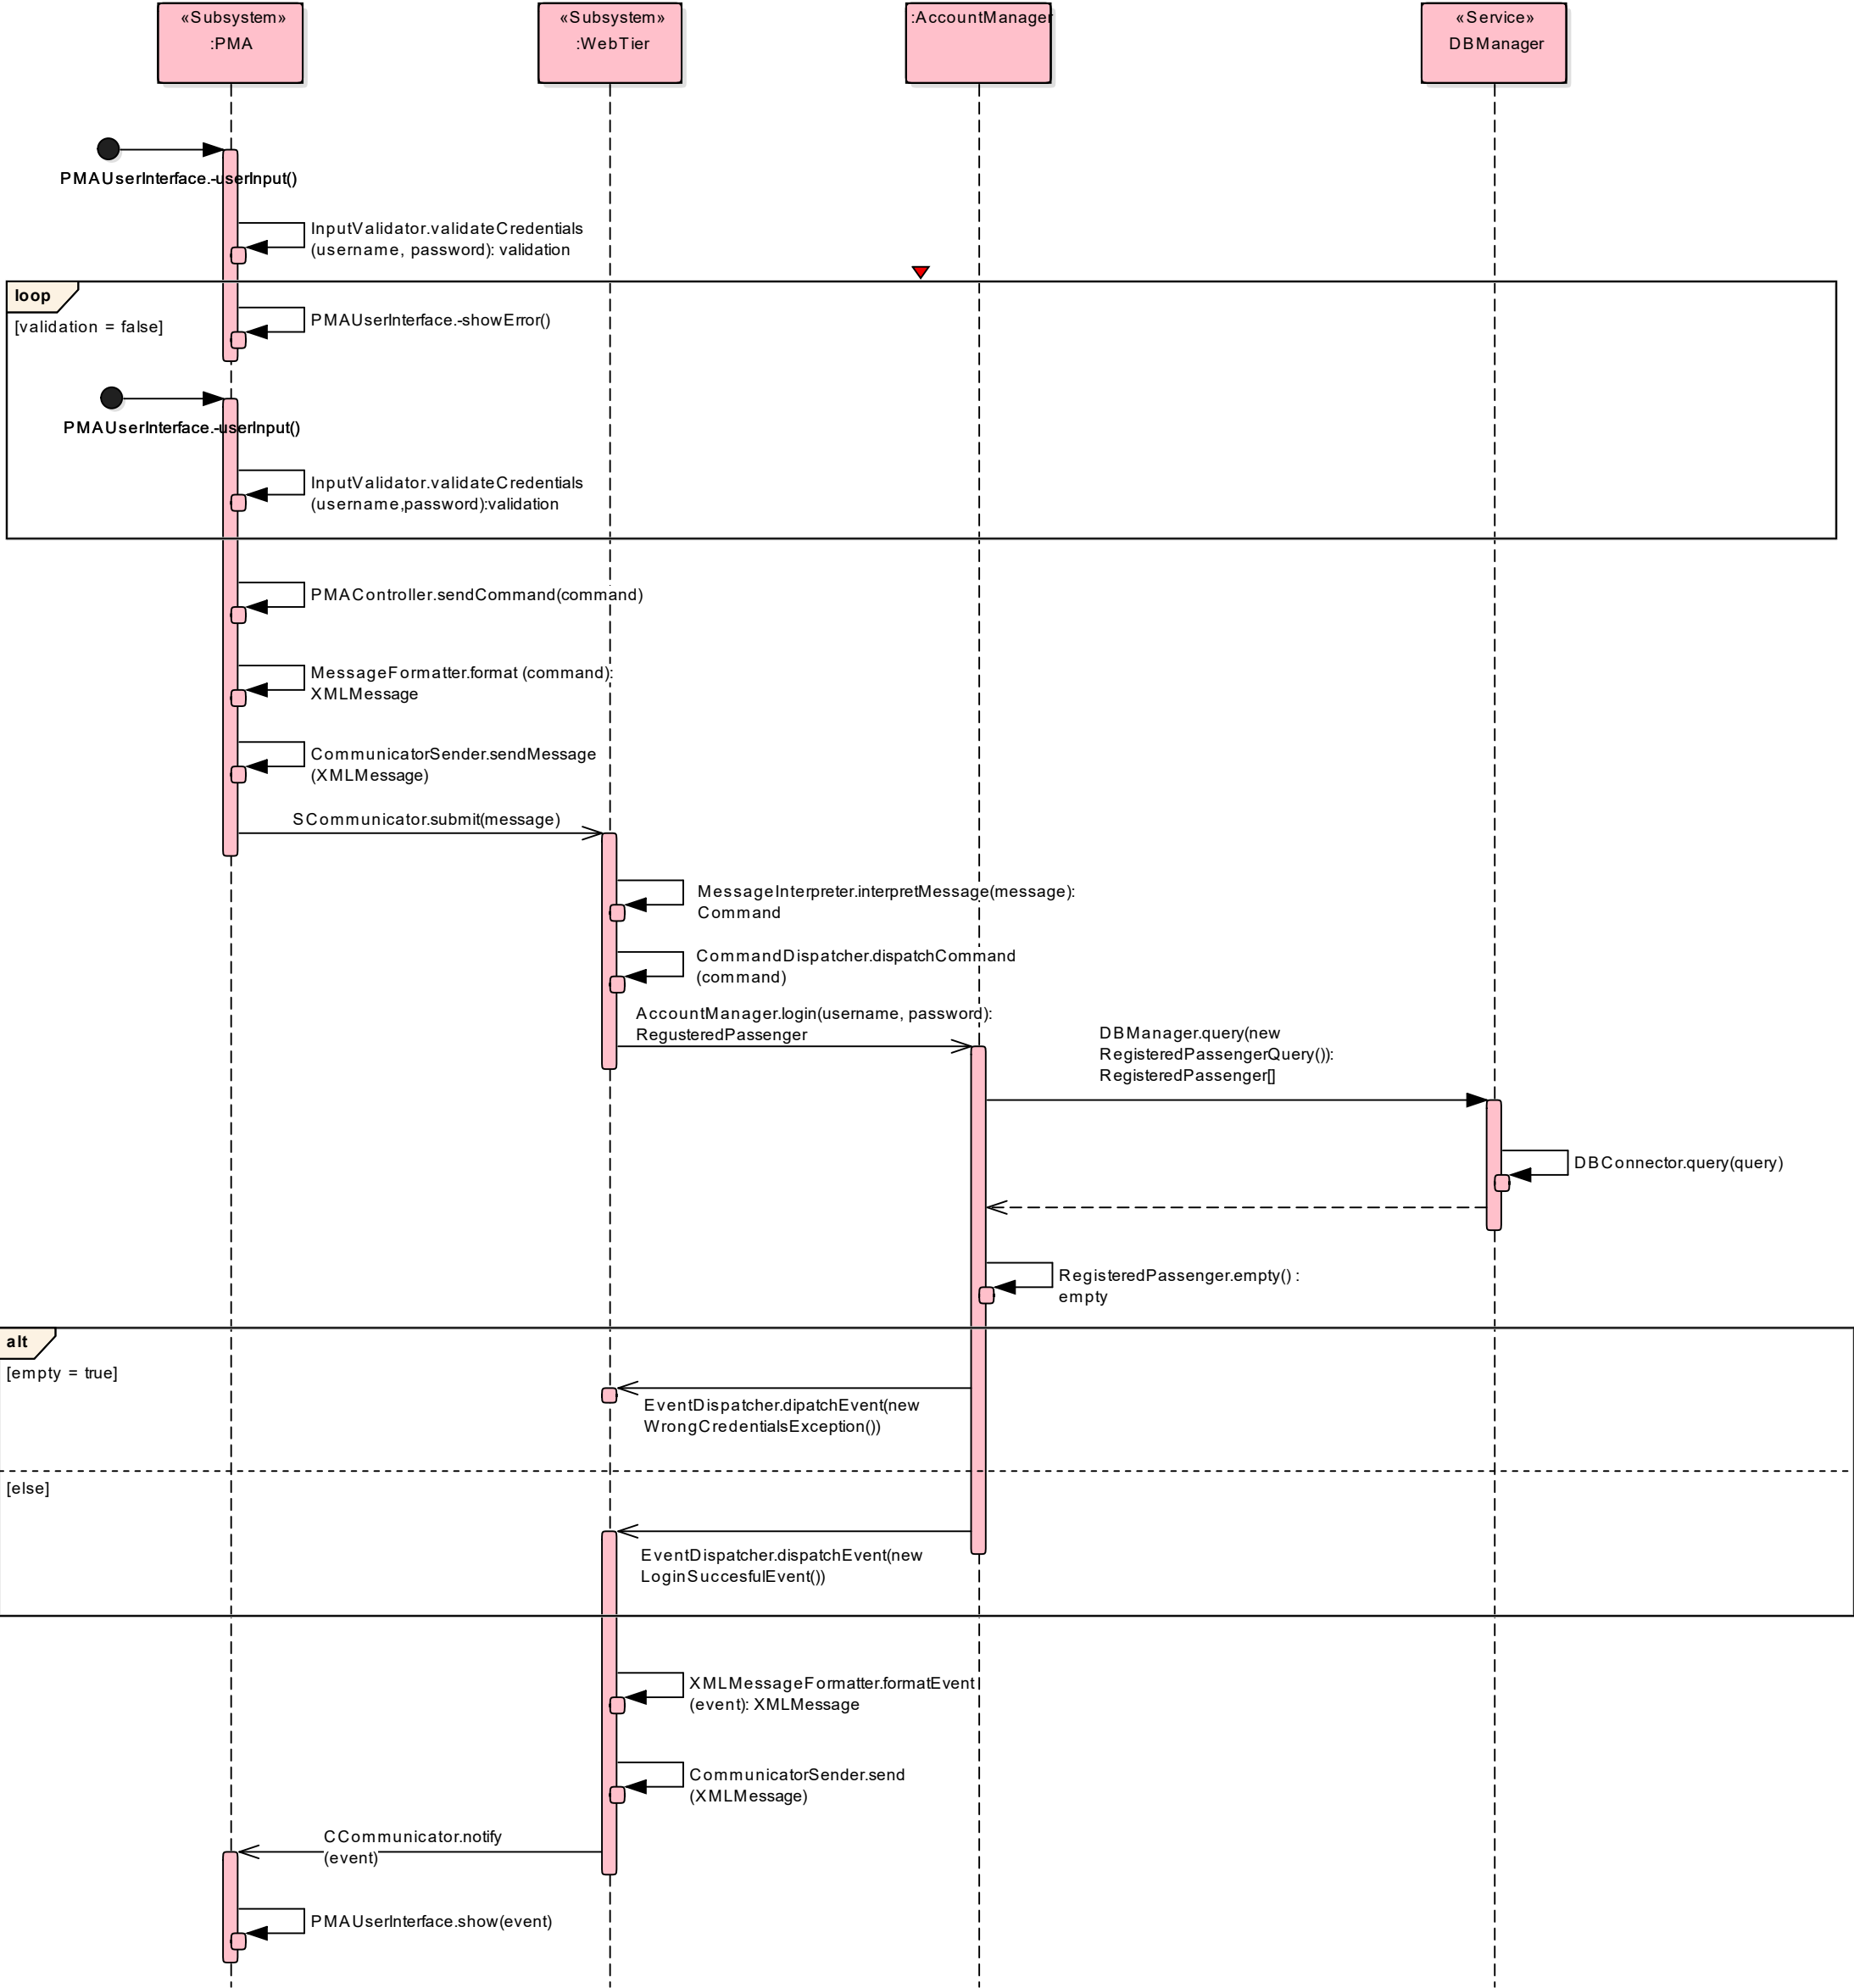 «Subsystem»
:PMA
«Subsystem»
:WebTier
:AccountManager
«Service»
DBManager
PMAUserInterface.-userInput()
InputValidator.validateCredentials
(username, password): validation
loop
[validation = false]
PMAUserInterface.-showError()
PMAUserInterface.-userInput()
InputValidator.validateCredentials
(username,password):validation
PMAController.sendCommand(command)
MessageFormatter.format (command):
XMLMessage
CommunicatorSender.sendMessage
(XMLMessage)
SCommunicator.submit(message)
MessageInterpreter.interpretMessage(message):
Command
CommandDispatcher.dispatchCommand
(command)
AccountManager.login(username, password):
RegusteredPassenger
DBManager.query(new
RegisteredPassengerQuery()):
RegisteredPassenger[]
DBConnector.query(query)
RegisteredPassenger.empty() :
empty
alt
[empty = true]
EventDispatcher.dipatchEvent(new
WrongCredentialsException())
[else]
EventDispatcher.dispatchEvent(new
LoginSuccesfulEvent())
XMLMessageFormatter.formatEvent
(event): XMLMessage
CommunicatorSender.send
(XMLMessage)
CCommunicator.notify
(event)
PMAUserInterface.show(event)